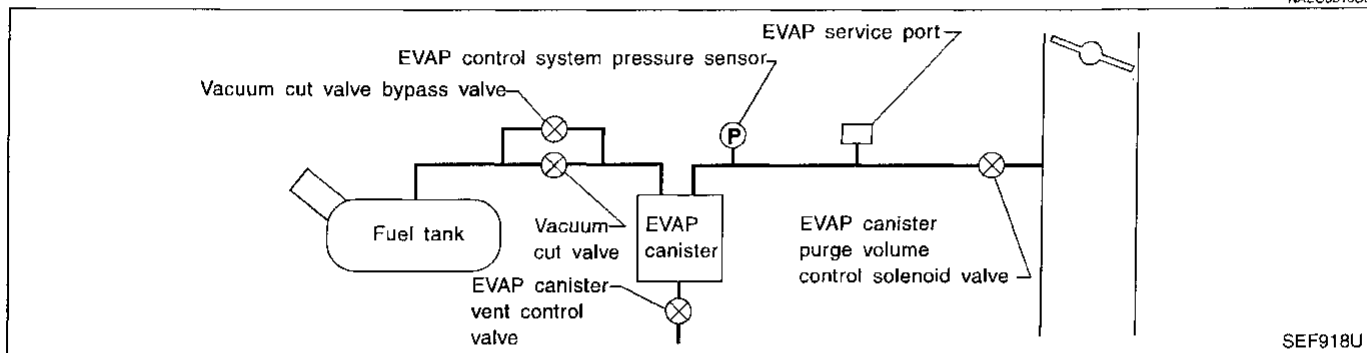 EVAP service port
EVAP control system pressure sensor
Vacuum cut valve bypass valve
P
Fuel tank
Vacuum
cut valve
EVAP
canister
EVAP canister
purge volume
control solenoid valve
EVAP canister
vent control
valve
SEF918U